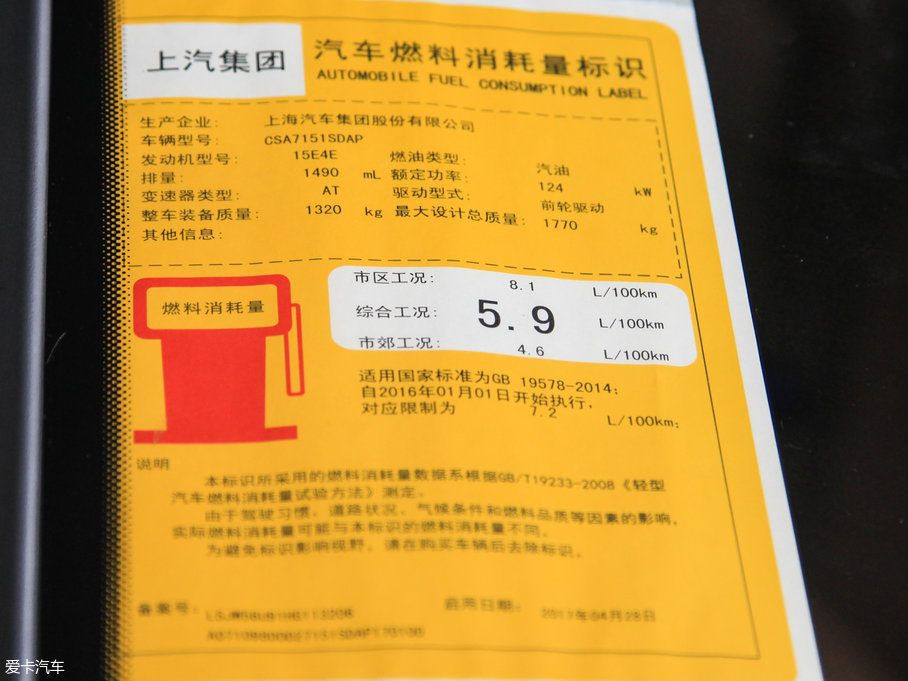 上汽集团
汽车燃料消耗量标识
AUTOMOBILE FUEL CONSUMPTION LABEL
生产企业: 上海汽车集团股份有限公司
车辆型号: CSA7151SDAP
发动机型号: 15E4E 燃油类型: 汽油
排量: 1490 mL 额定功率: 124 kW
变速器类型: AT 驱动型式: 前轮驱动
整车装备质量: 1320 kg 最大设计总质量: 1770 kg
其他信息:
燃料消耗量
市区工况: 8.1 L/100km
综合工况: 5.9 L/100km
市郊工况: 4.6 L/100km
适用国家标准为GB 19578-2014;
自2016年01月01日开始执行,
对应限制为 7.2 L/100km;
说明
本标识所采用的燃料消耗量数据系根据GB/T19233-2008《轻型
汽车燃料消耗量试验方法》测定。
由于驾驶习惯、道路状况、气候条件和燃料品质等因素的影响,
实际燃料消耗量可能与本标识的燃料消耗量不同。
为避免标识影响视野,请在购买车辆后去除标识。
备案号:
启用日期: 2017年04月28日
爱卡汽车